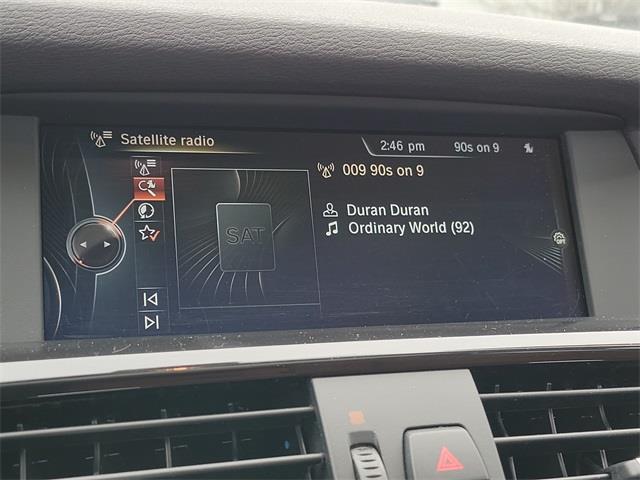 Satellite radio
2:46 pm
90s on 9
009 90s on 9
SAT
Duran Duran
Ordinary World (92)